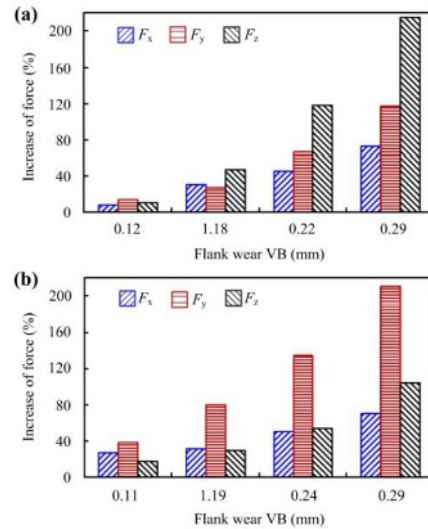 (a)
Fx Fy Fz
200
160
120
80
40
0
Increase of force (%)
0.12 1.18 0.22 0.29
Flank wear VB (mm)
(b)
Fx Fy Fz
200
160
120
80
40
0
Increase of force (%)
0.11 1.19 0.24 0.29
Flank wear VB (mm)